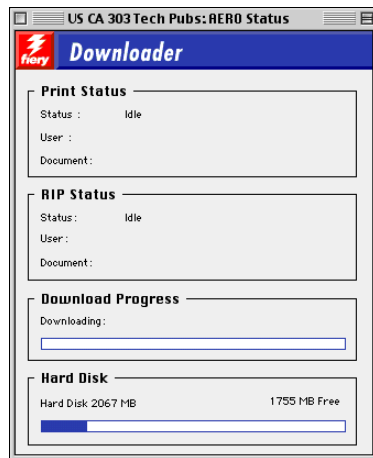 US CA 303 Tech Pubs:AERO Status
fiery Downloader
Print Status
Status : Idle
User :
Document:
RIP Status
Status: Idle
User:
Document:
Download Progress
Downloading:
Hard Disk
Hard Disk 2067 MB 1755 MB Free